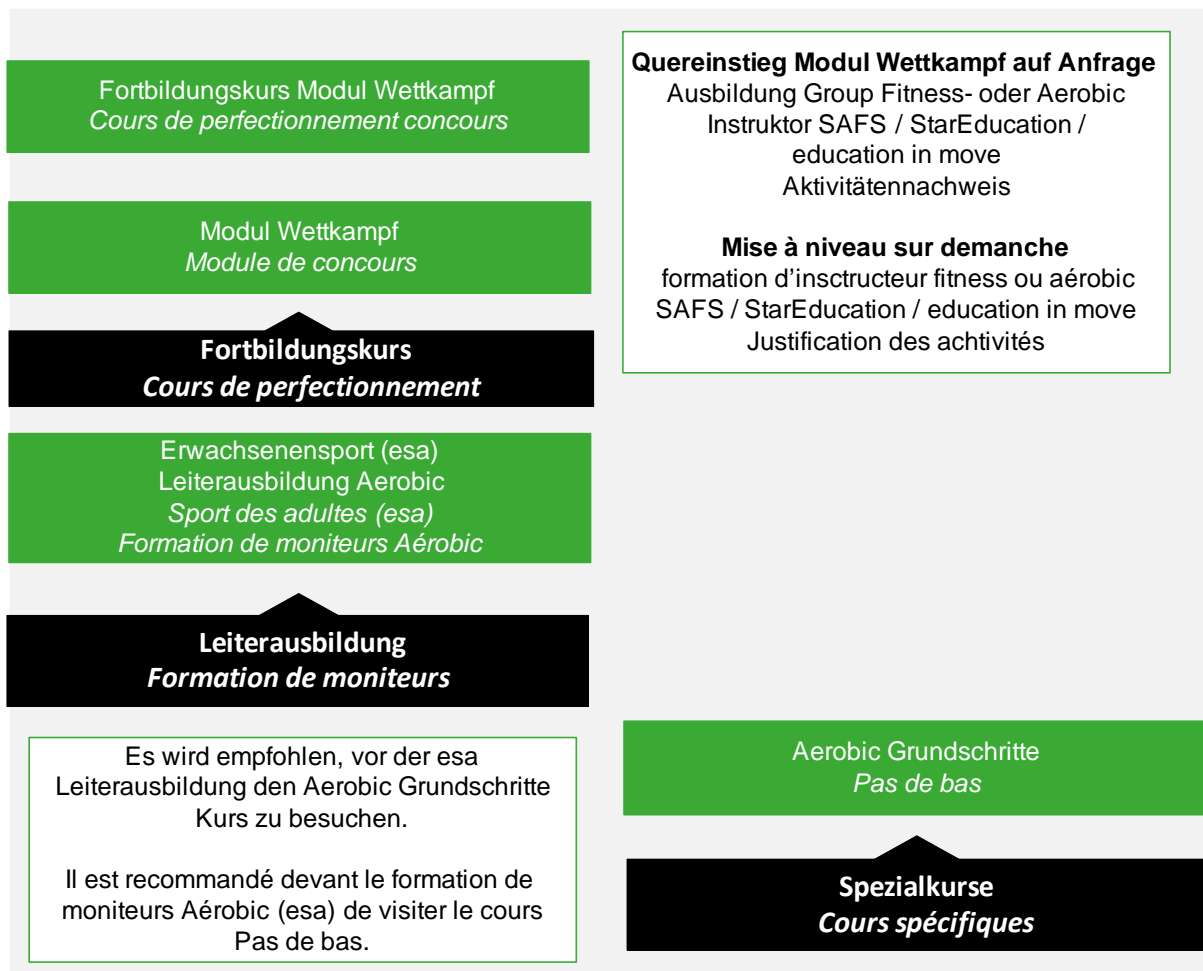 Fortbildungskurs Modul Wettkampf
Cours de perfectionnement concours
Modul Wettkampf
Module de concours
Fortbildungskurs
Cours de perfectionnement
Erwachsenensport (esa)
Leiterausbildung Aerobic
Sport des adultes (esa)
Formation de moniteurs Aérobic
Leiterausbildung
Formation de moniteurs
Es wird empfohlen, vor der esa
Leiterausbildung den Aerobic Grundschritte
Kurs zu besuchen.
Il est recommandé devant le formation de
moniteurs Aérobic (esa) de visiter le cours
Pas de bas.
Quereinstieg Modul Wettkampf auf Anfrage
Ausbildung Group Fitness- oder Aerobic
Instruktor SAFS / StarEducation /
education in move
Aktivitätennachweis
Mise à niveau sur demanche
formation d’insctructeur fitness ou aérobic
SAFS / StarEducation / education in move
Justification des achtivités
Aerobic Grundschritte
Pas de bas
Spezialkurse
Cours spécifiques